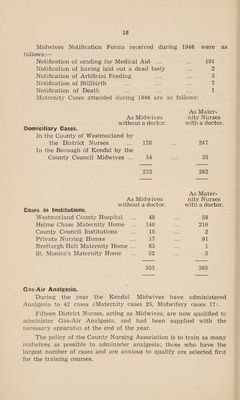 18
Midwives Notification Forms received during 1946 were as
follows:—
Notification of sending for Medical Aid ... .. 191
Notification of having laid out a dead body ... 2
Notification of Artificial Feeding ... ... 3
Notification of Stillbirth ... ... ... 7
Notification of Death ... ... ... 1
Maternity Cases attended during 1946 are as follows:
As Midwives without a doctor. As Maternity Nurses with a doctor.
Domiciliary Cases.
In the County of Westmorland by
the District Nurses 178 ... 247
In the Borough of Kendal by the
County Council Midwives ... 54 ... 35
232 282
As Midwives without a doctor. As Maternity Nurses with a doctor.
Cases in Institutions.
Westmorland County Hospital ... 48 ... 58
Helme Chase Maternity Home ... 140 ... 210
County Council Institutions ... 15 ... 2
Private Nursing Homes ... 17 ... 91
Brettargh Holt Maternity Home ... 83 ... 1
St. Monica's Maternity Home ... 52 ... 3
355 365
Gas-Air Analgesia.
During the year the Kendal Midwives have administered
Analgesia to 42 cases (Maternity cases 25, Midwifery cases 17).
Fifteen District Nurses, acting as Midwives, are now qualified to
administer Gas-Air Analgesia, and had been supplied with the
necessary apparatus at the end of the year.
The policy of the County Nursing Association is to train as many
midwives as possible to administer analgesia; those who have the
largest number of cases and are anxious to qualify are selected first
for the training courses.